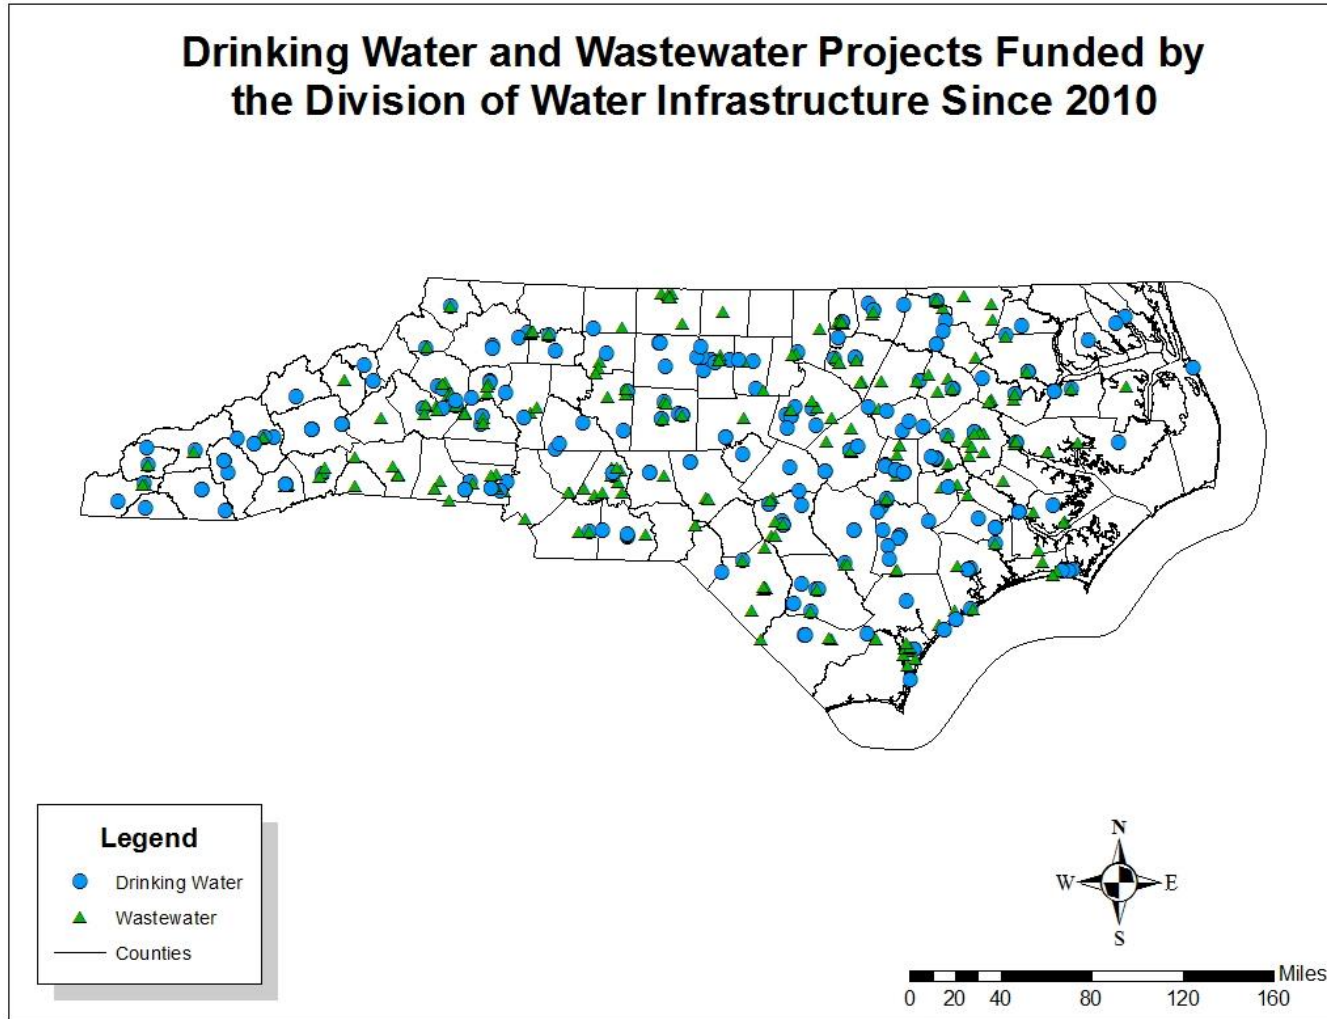 Drinking Water and Wastewater Projects Funded by
the Division of Water Infrastructure Since 2010
Legend
Drinking Water
Wastewater
Counties
N
W E
S
Miles
0 20 40 80 120 160